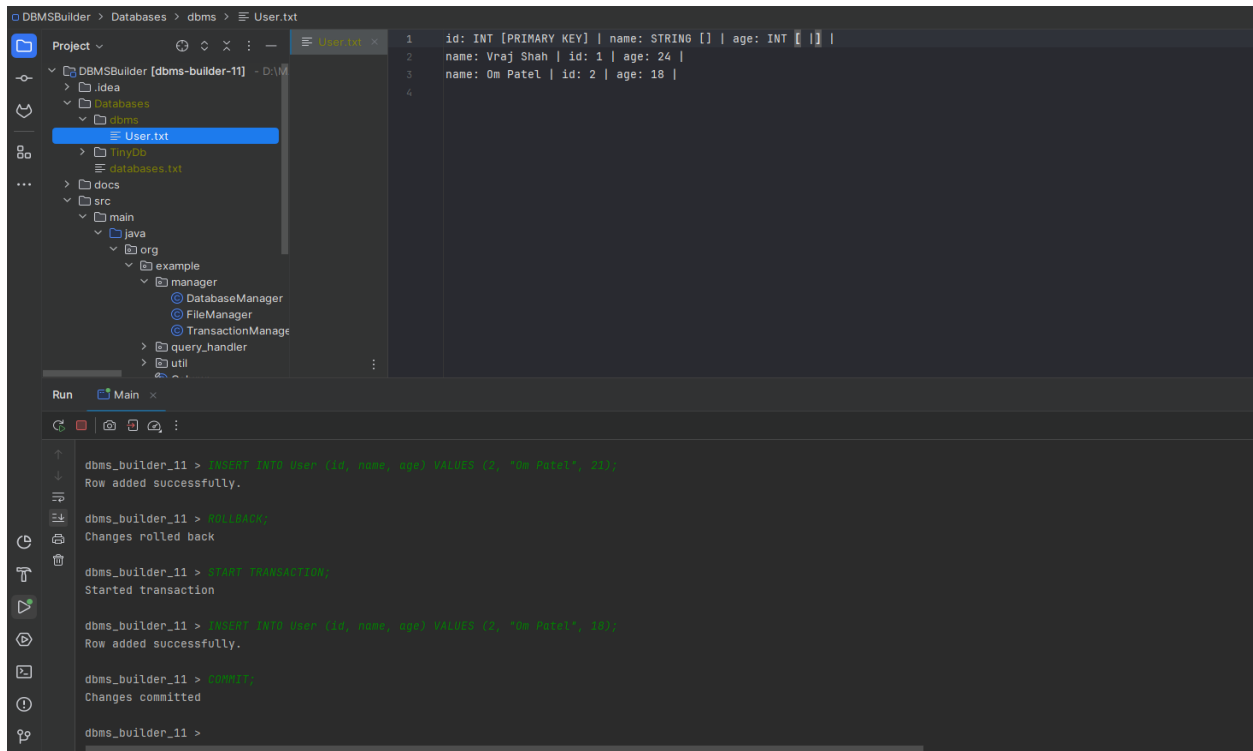 DBMSBuilder > Databases > dbms > User.txt
Project
DBMSBuilder [dbms-builder-11] - D:\M
.idea
Databases
dbms
User.txt
TinyDb
databases.txt
docs
src
main
java
org
example
manager
DatabaseManager
FileManager
TransactionManage
query_handler
util
User.txt
1 id: INT [PRIMARY KEY] | name: STRING [] | age: INT [ |] |
2 name: Vraj Shah | id: 1 | age: 24 |
3 name: Om Patel | id: 2 | age: 18 |
4
Run Main
dbms_builder_11 > INSERT INTO User (id, name, age) VALUES (2, "Om Patel", 21);
Row added successfully.
dbms_builder_11 > ROLLBACK;
Changes rolled back
dbms_builder_11 > START TRANSACTION;
Started transaction
dbms_builder_11 > INSERT INTO User (id, name, age) VALUES (2, "Om Patel", 18);
Row added successfully.
dbms_builder_11 > COMMIT;
Changes committed
dbms_builder_11 >